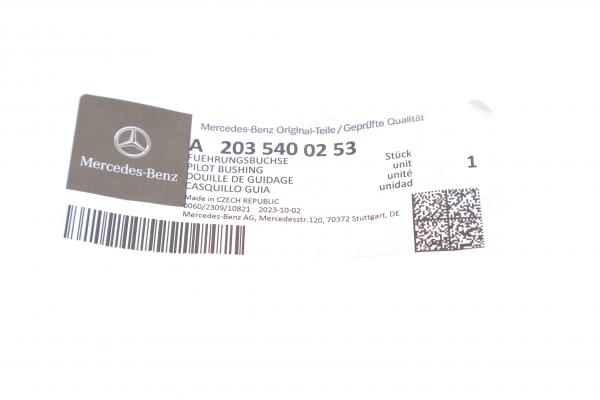 Mercedes-Benz Original-Teile/Geprüfte Qualität
Mercedes-Benz
A 203 540 02 53
FUEHRUNGSBUCHSE
PILOT BUSHING
DOUILLE DE GUIDAGE
CASQUILLO GUIA
Stück
unit
unité
unidad
1
Made in CZECH REPUBLIC
0060/2309/10821 2023-10-02
Mercedes-Benz AG, Mercedesstr.120, 70372 Stuttgart, DE